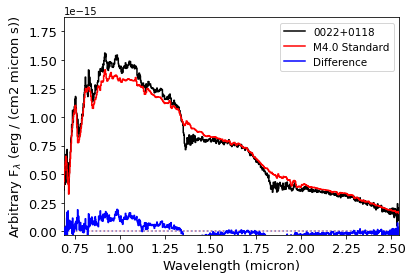 1e−15
0022+0118
M4.0 Standard
Difference
Arbitrary Fλ (erg / (cm2 micron s))
1.75
1.50
1.25
1.00
0.75
0.50
0.25
0.00
0.75 1.00 1.25 1.50 1.75 2.00 2.25 2.50
Wavelength (micron)